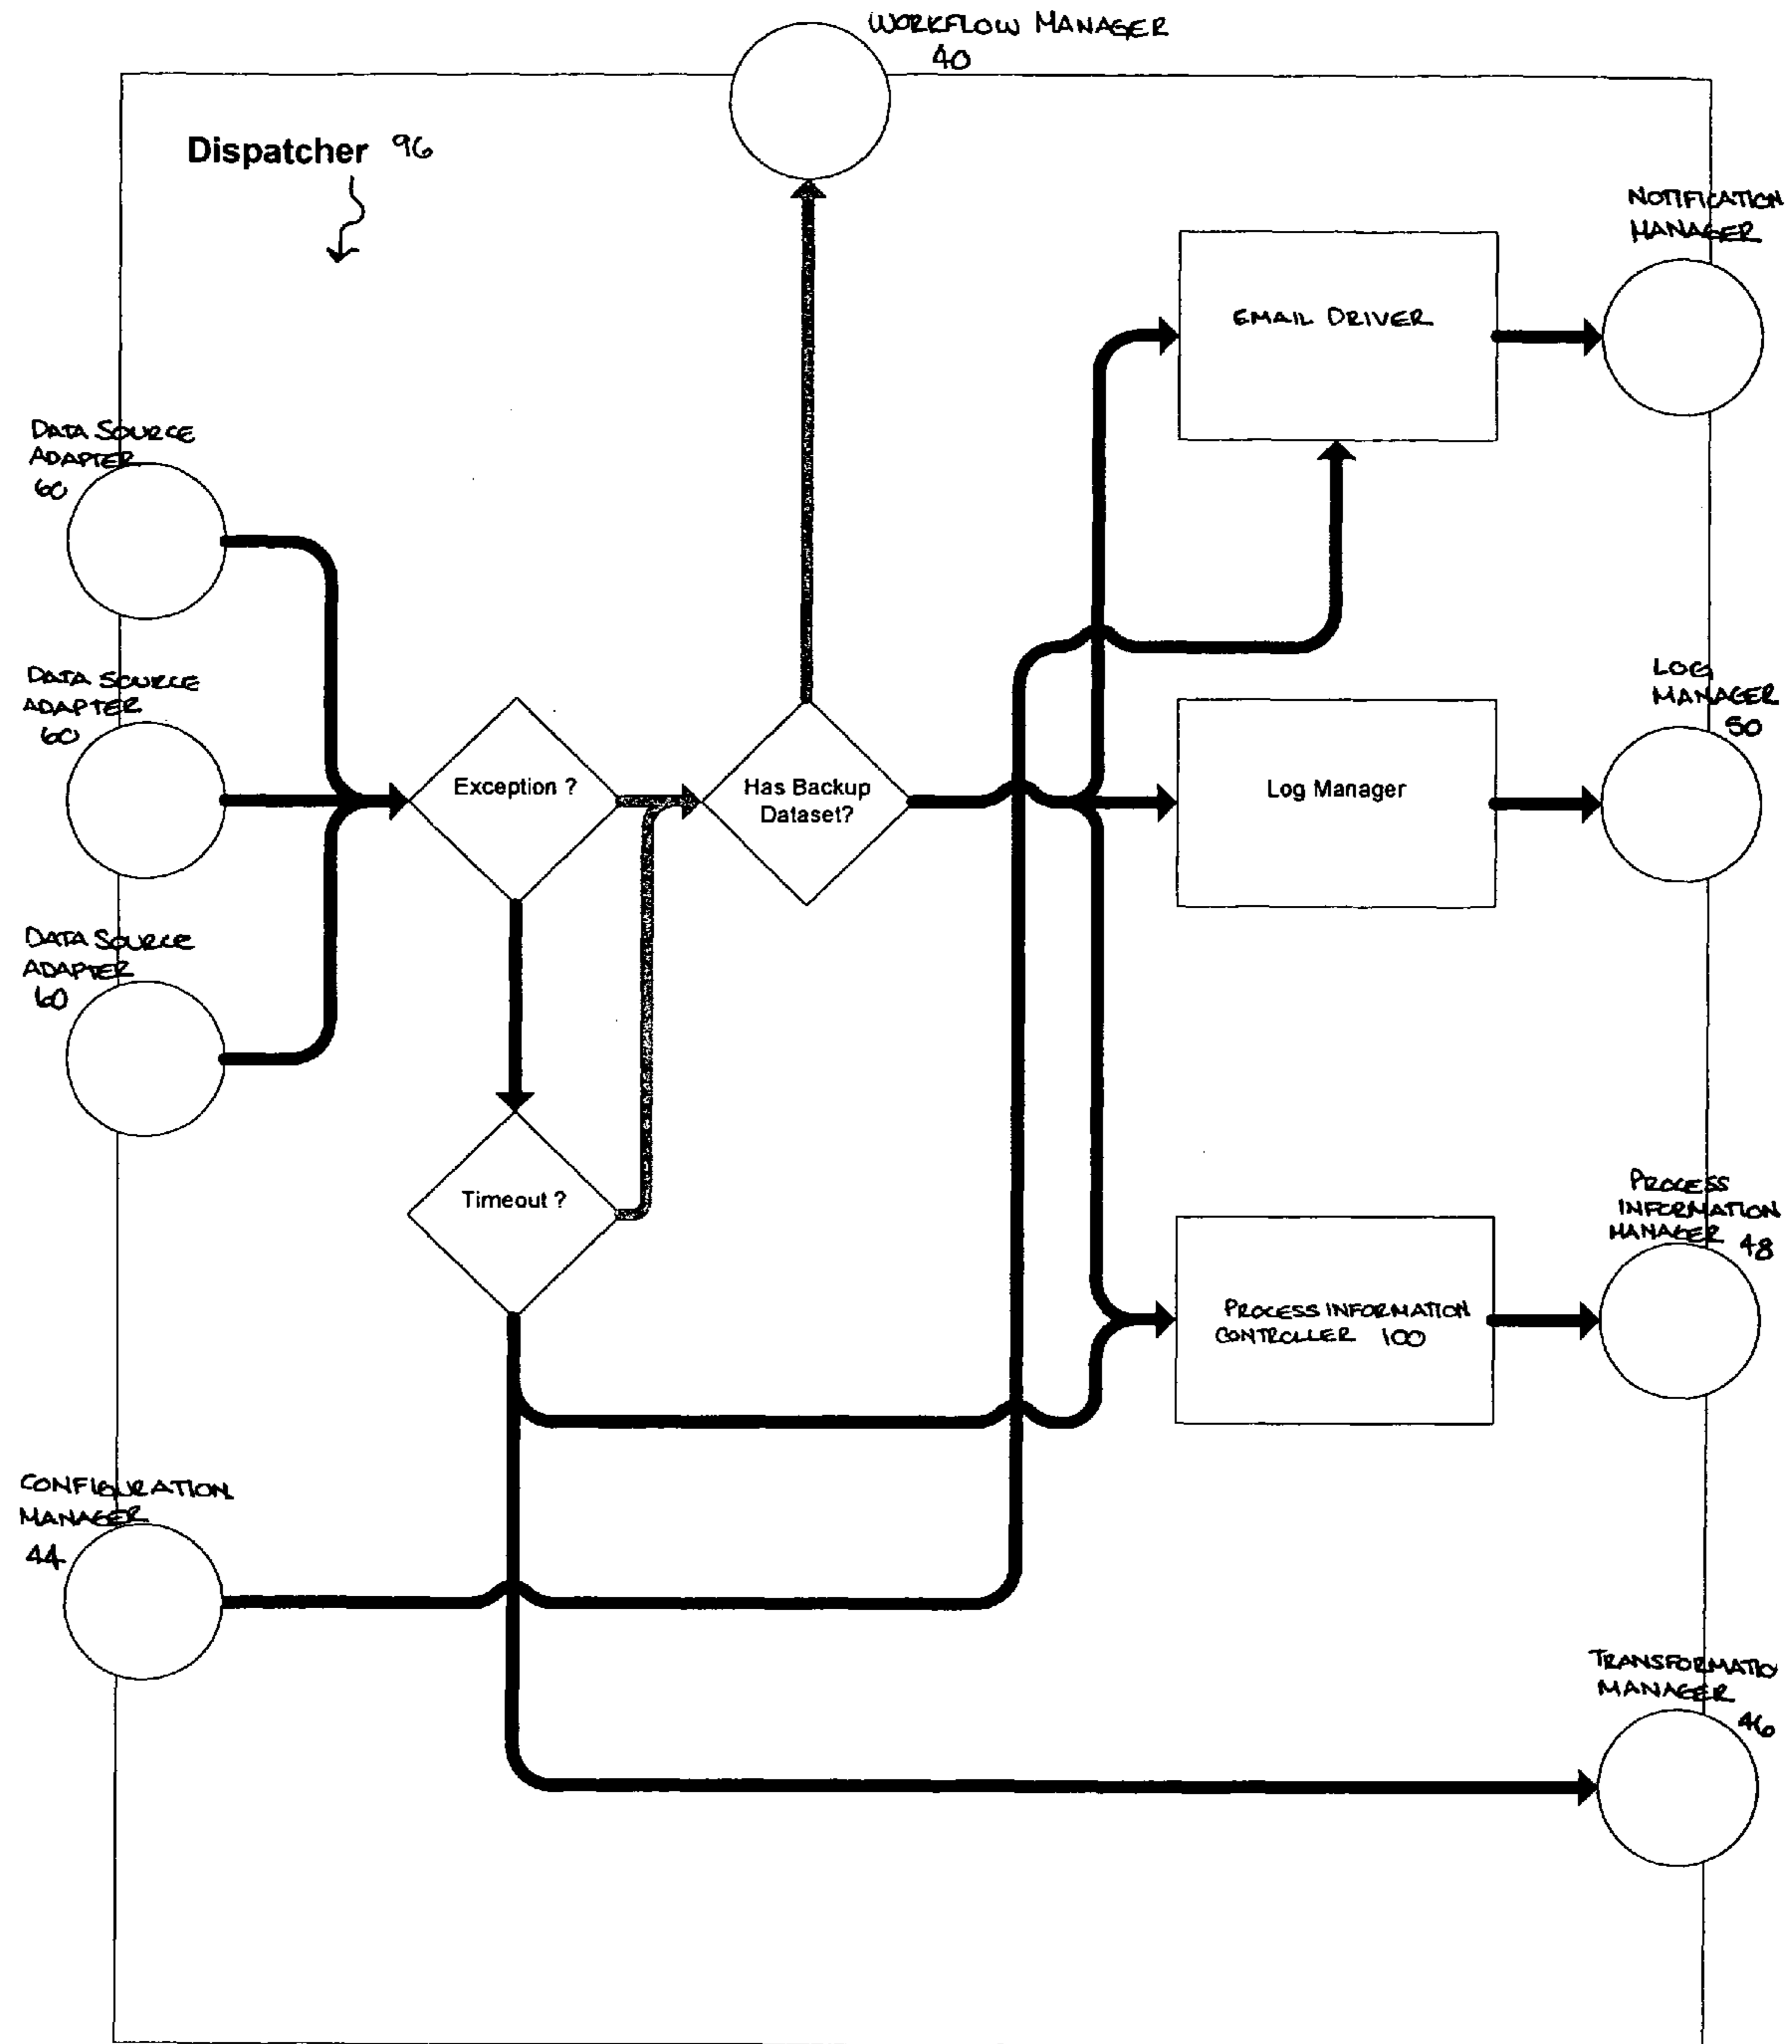 WORKFLOW MANAGER
40
Dispatcher 96
NOTIFICATION
MANAGER
EMAIL DRIVER
DATA SOURCE
ADAPTER
60
DATA SOURCE
ADAPTER
60
LOG
MANAGER
50
Exception ?
Has Backup
Dataset?
Log Manager
DATA SOURCE
ADAPTER
60
Timeout ?
PROCESS
INFORMATION
MANAGER 48
PROCESS INFORMATION
CONTROLLER 100
CONFIGURATION
MANAGER
44
TRANSFORMATIO
MANAGER
46